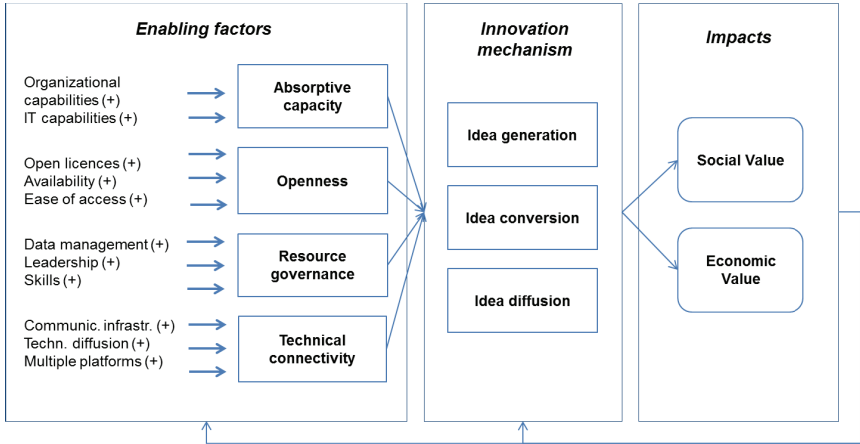 Enabling factors
Organizational
capabilities (+)
IT capabilities (+)
Absorptive
capacity
Open licences (+)
Availability (+)
Ease of access (+)
Openness
Data management (+)
Leadership (+)
Skills (+)
Resource
governance
Communic. infrastr. (+)
Techn. diffusion (+)
Multiple platforms (+)
Technical
connectivity
Innovation
mechanism
Idea generation
Idea conversion
Idea diffusion
Impacts
Social Value
Economic
Value